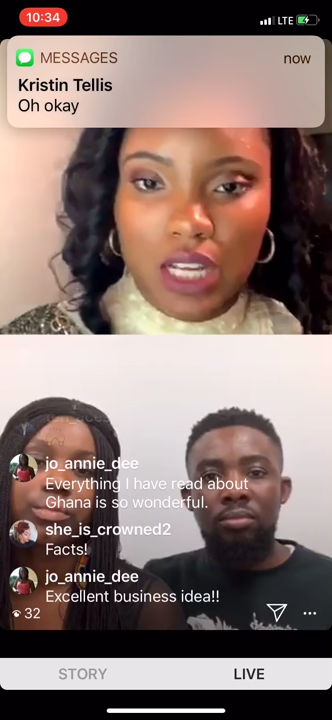 10:34
LTE
MESSAGES
now
Kristin Tellis
Oh okay
jo_annie_dee
Everything I have read about
Ghana is so wonderful.
she_is_crowned2
Facts!
jo_annie_dee
Excellent business idea!!
32
STORY
LIVE